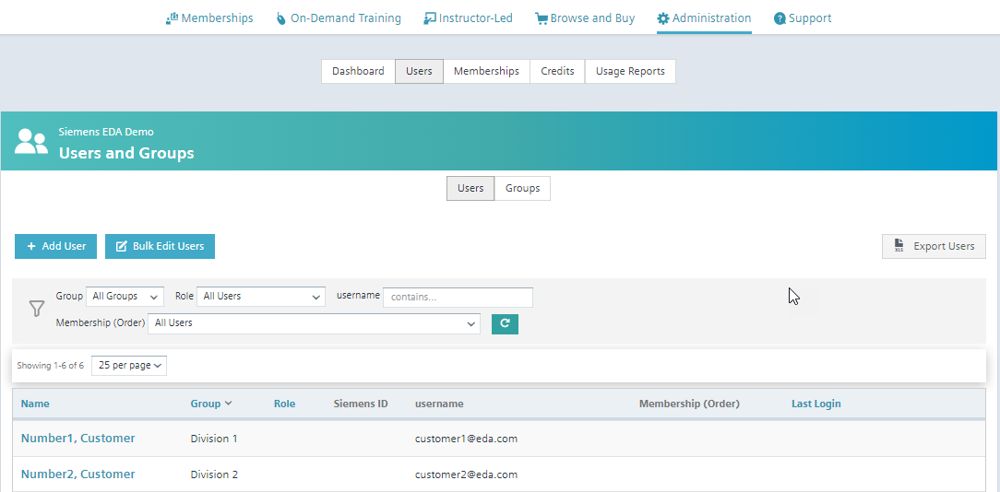 Memberships On-Demand Training Instructor-Led Browse and Buy Administration Support
Dashboard Users Memberships Credits Usage Reports
Siemens EDA Demo
Users and Groups
Users Groups
+ Add User Bulk Edit Users XLS Export Users
Group All Groups Role All Users username contains...
Membership (Order) All Users
Showing 1-6 of 6 25 per page
Name Group Role Siemens ID username Membership (Order) Last Login
Number1, Customer Division 1 customer1@eda.com
Number2, Customer Division 2 customer2@eda.com